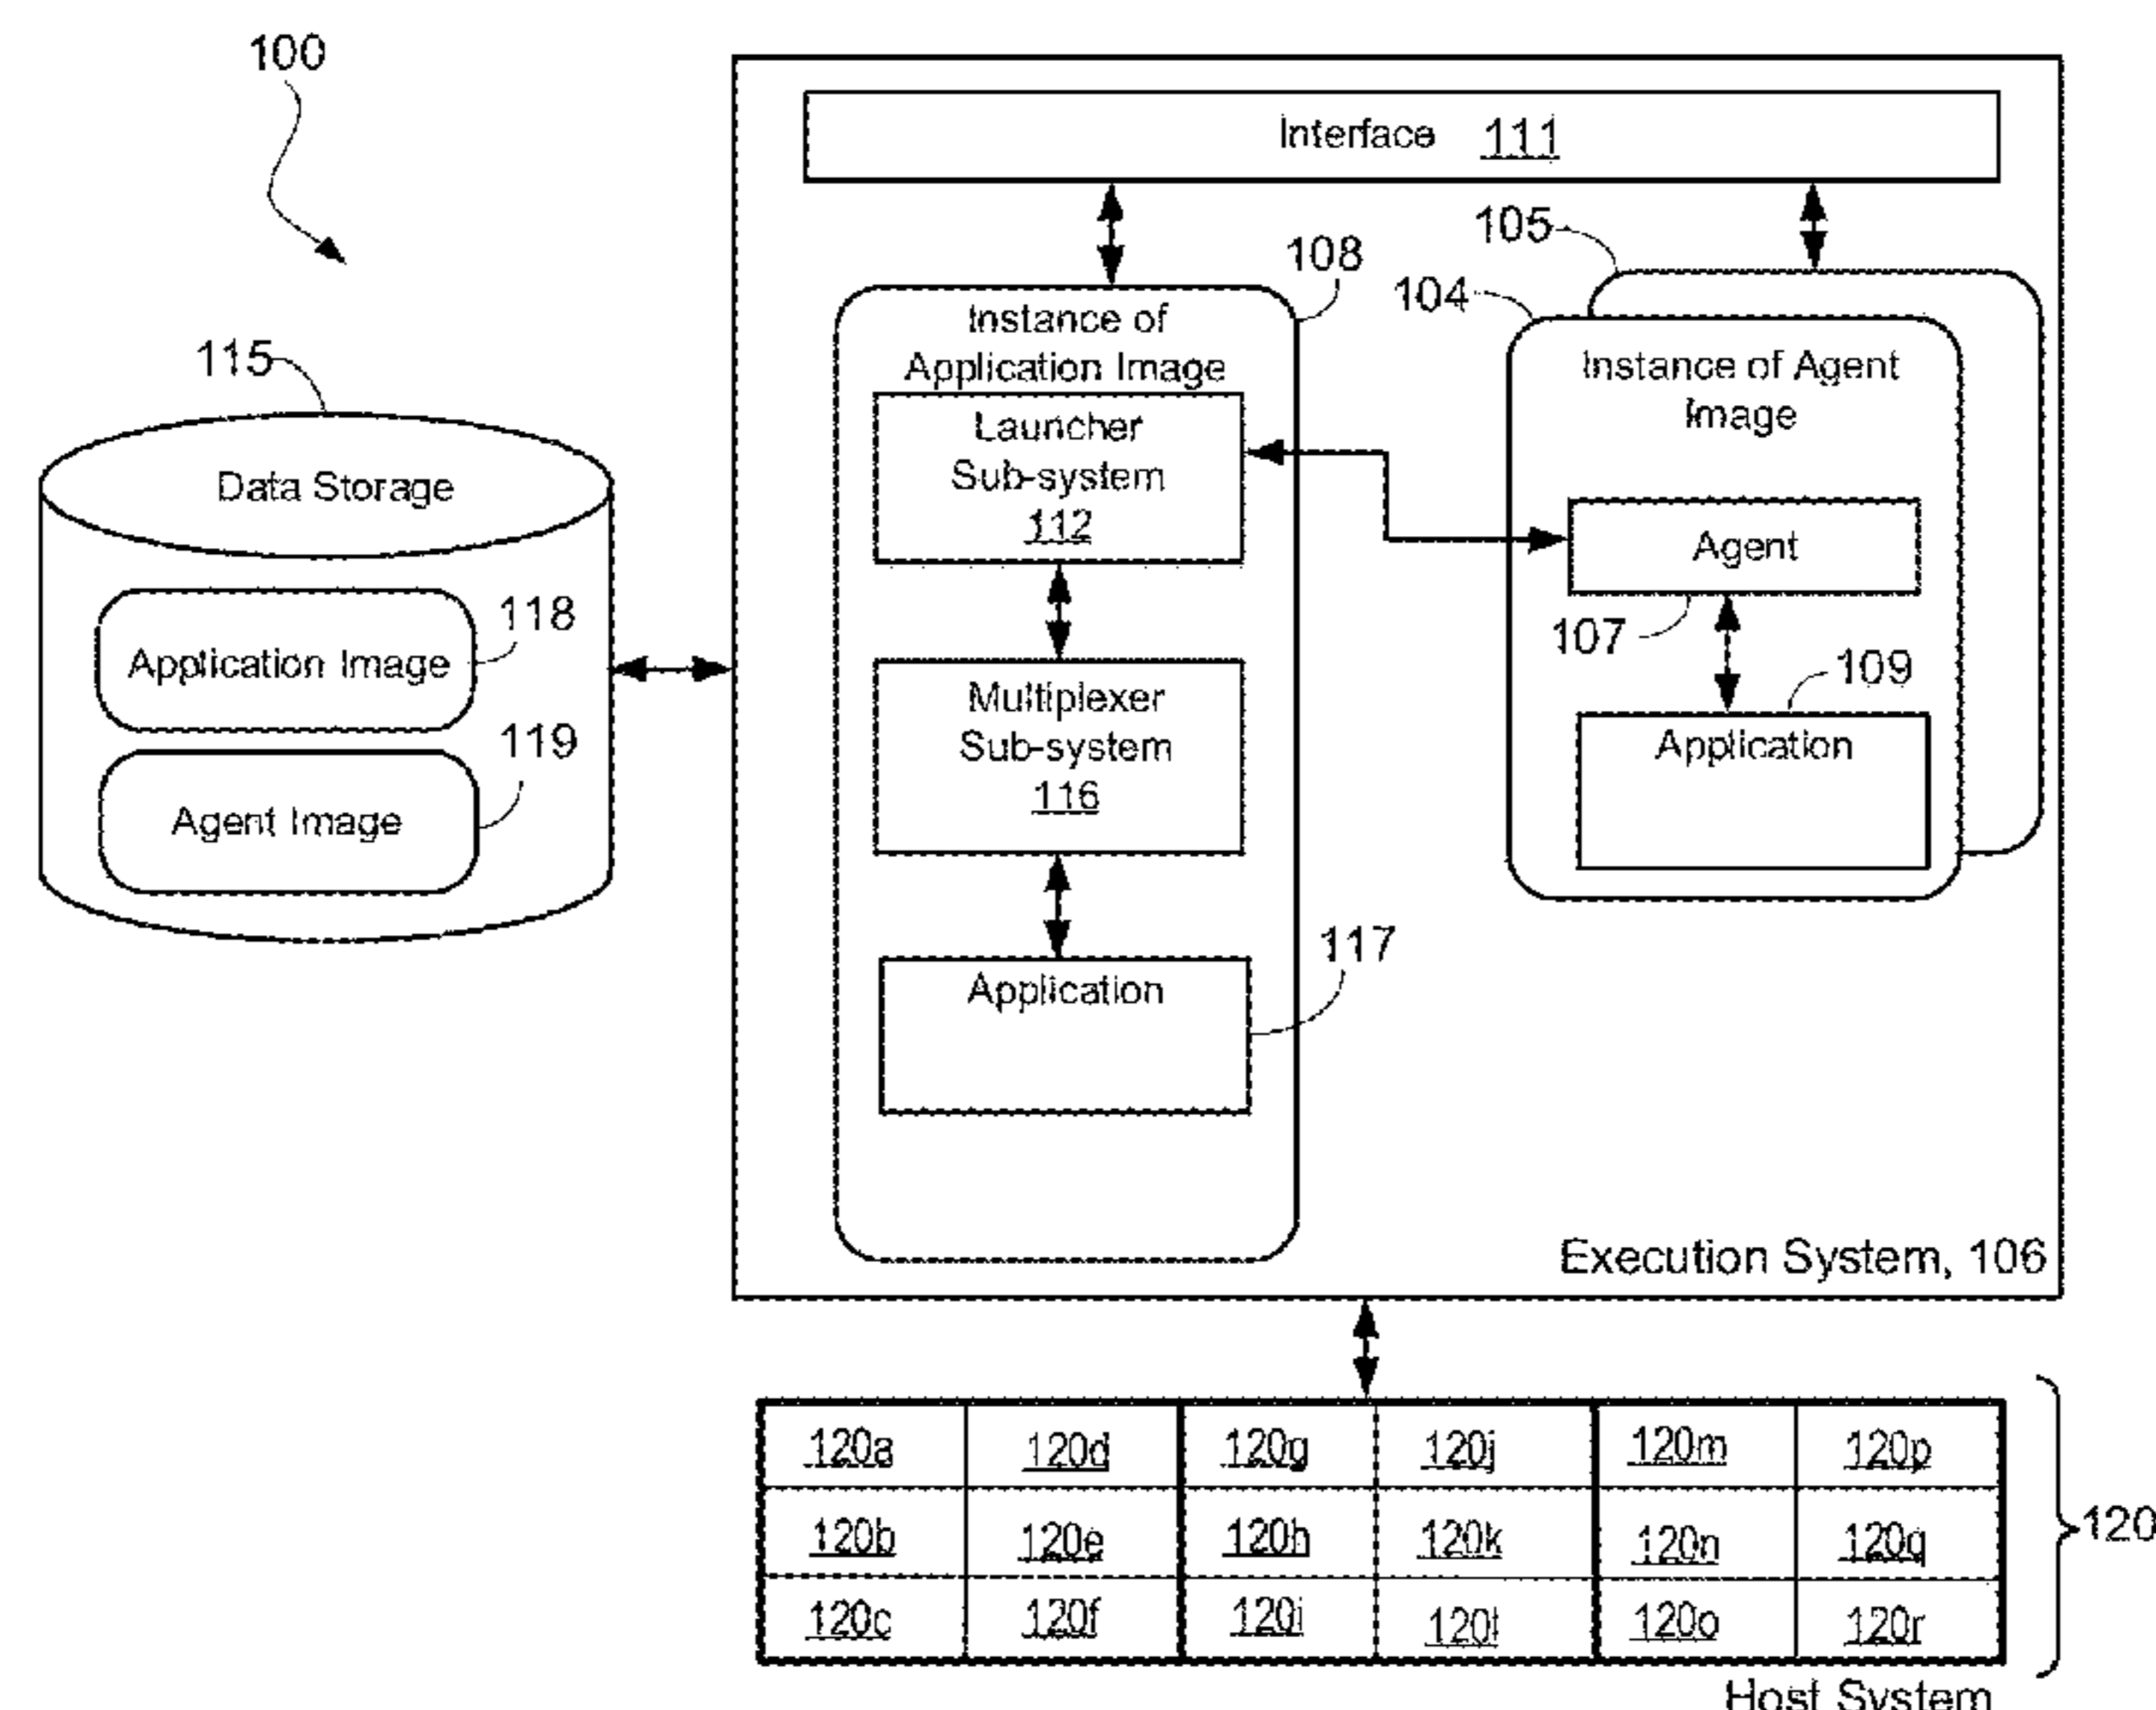 100
Interface 111
105
108
104
Instance of
Application Image
Instance of Agent
Image
115
Launcher
Sub-system
112
Data Storage
Agent
118
107
Application Image
109
Multiplexer
Sub-system
116
Application
119
Agent Image
117
Application
Execution System, 106
120a 120d 120g 120j 120m 120p
120b 120e 120h 120k 120n 120q
120
120c 120f 120i 120l 120o 120r
Host System